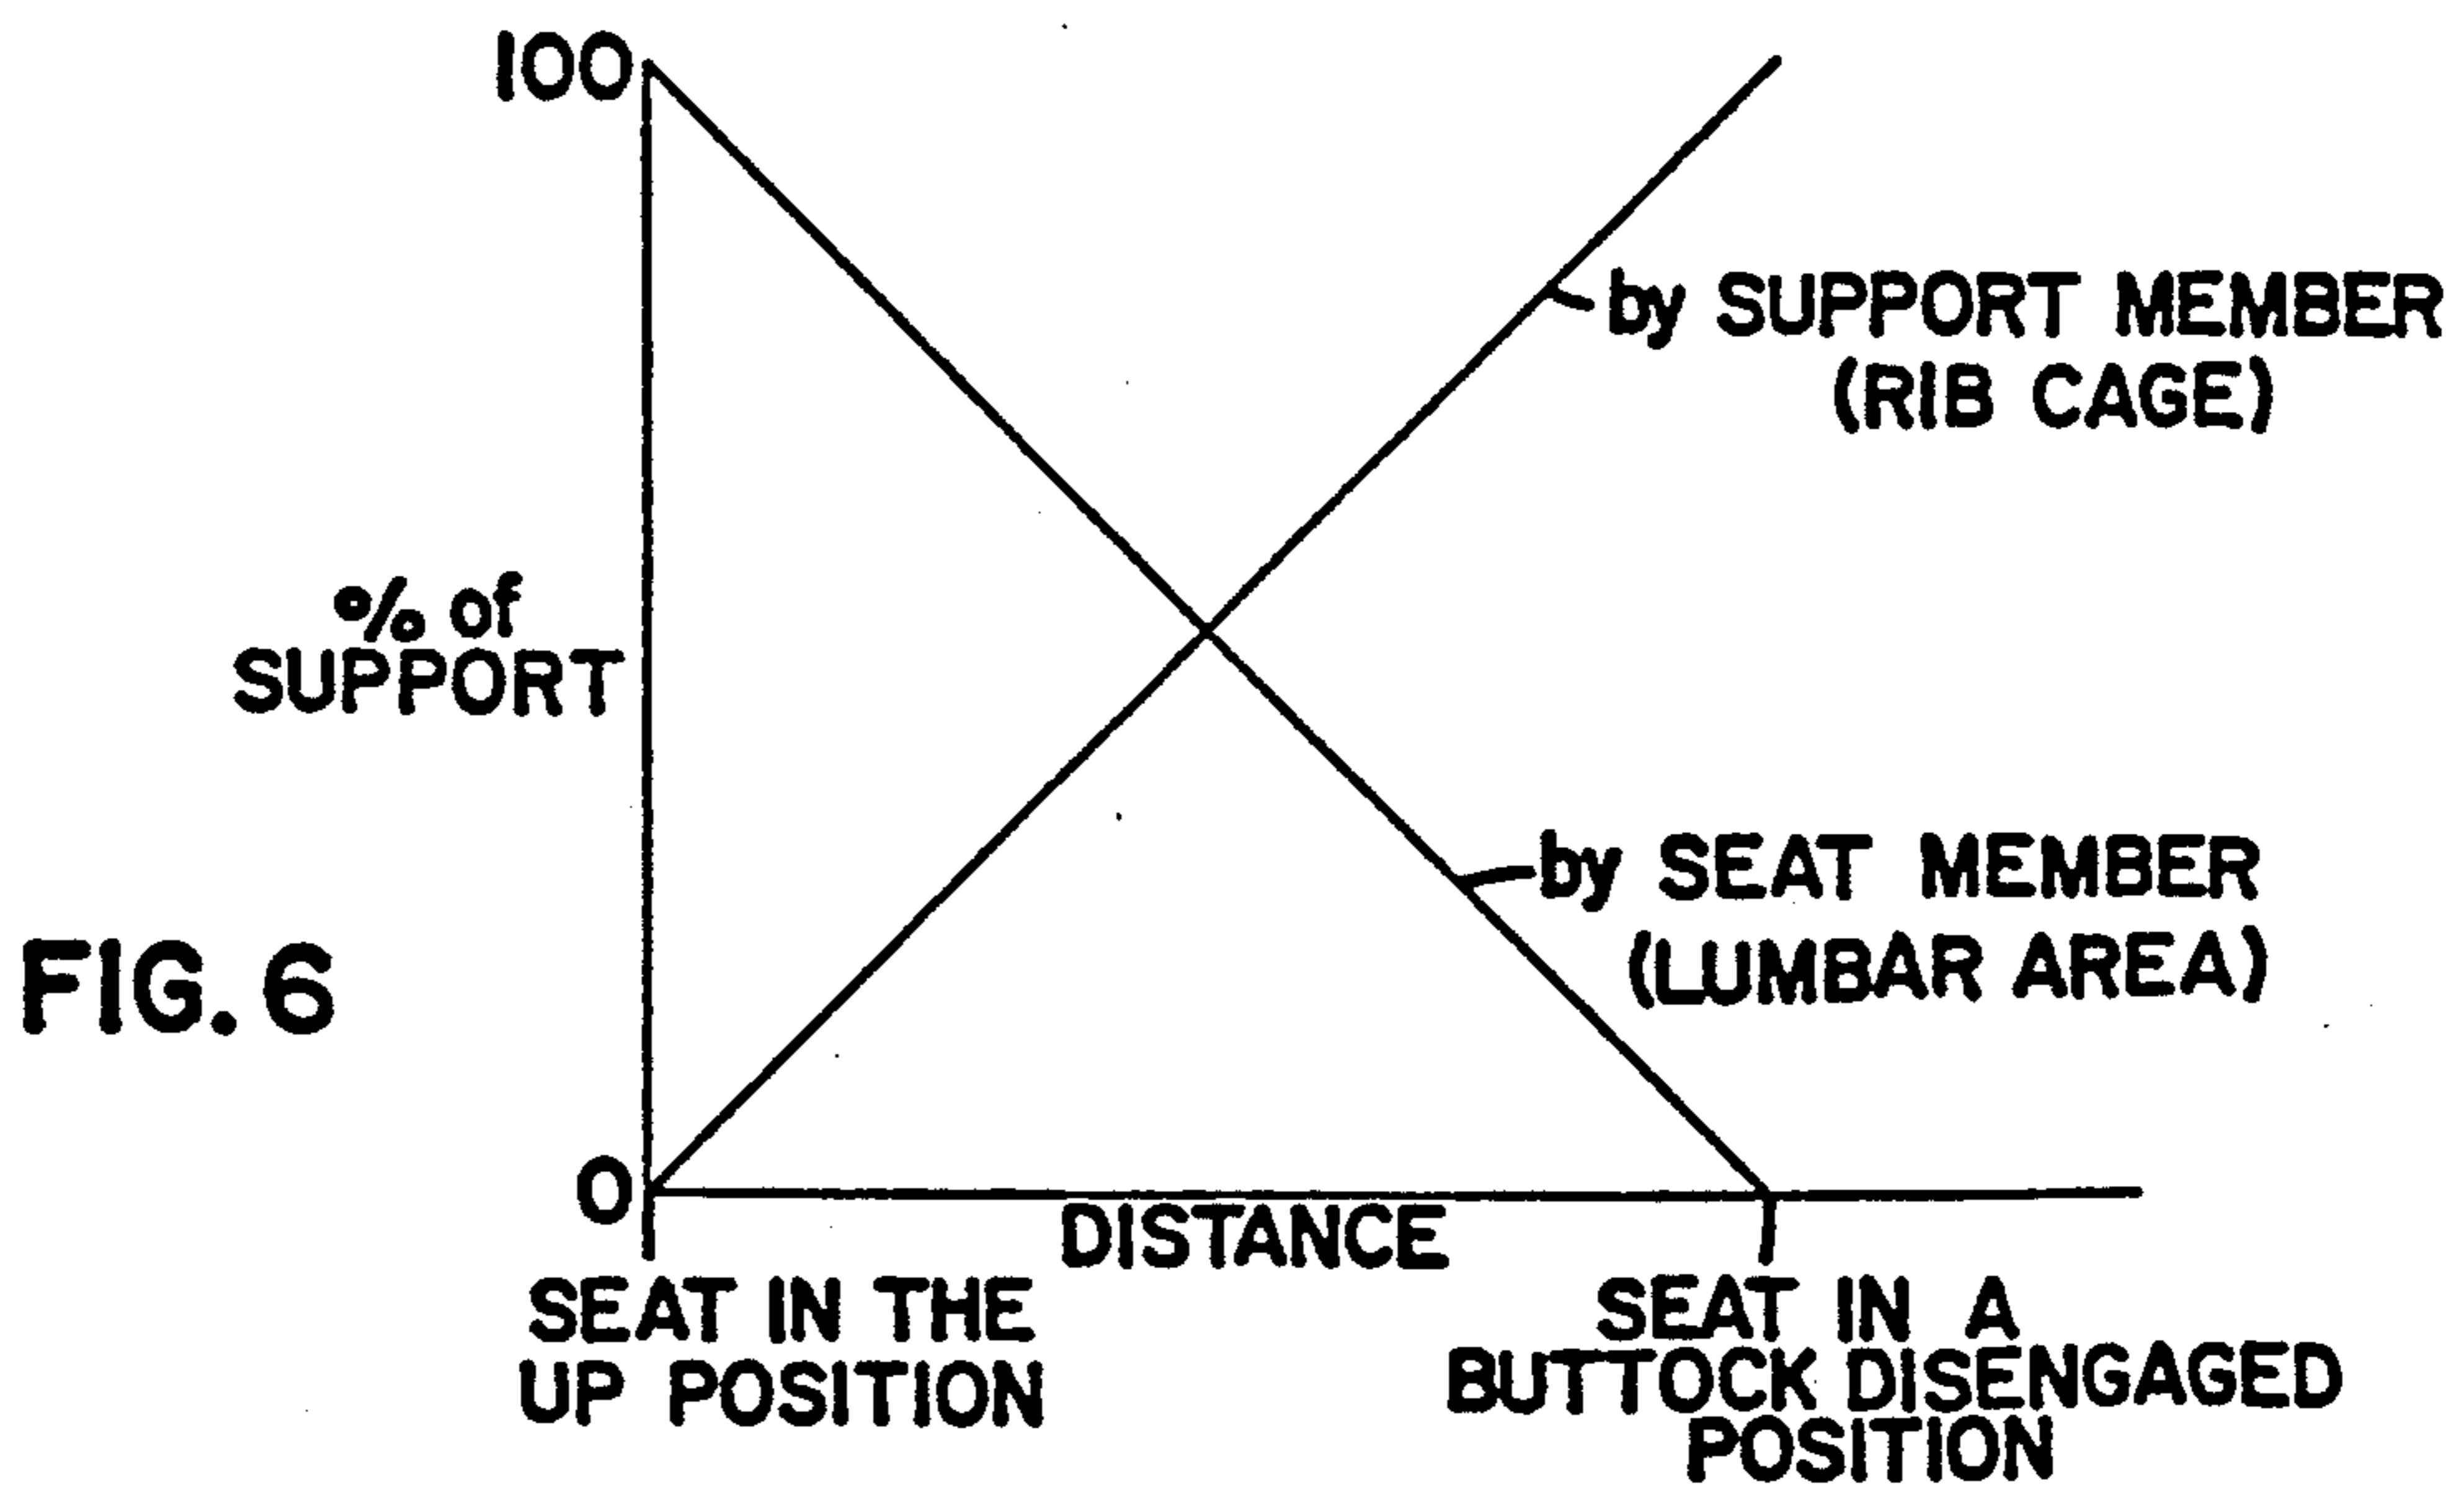 100
by SUPPORT MEMBER
(RIB CAGE)
% of
SUPPORT
by SEAT MEMBER
(LUMBAR AREA)
FIG. 6
0
DISTANCE
SEAT IN THE
UP POSITION
SEAT IN A
BUTTOCK DISENGAGED
POSITION